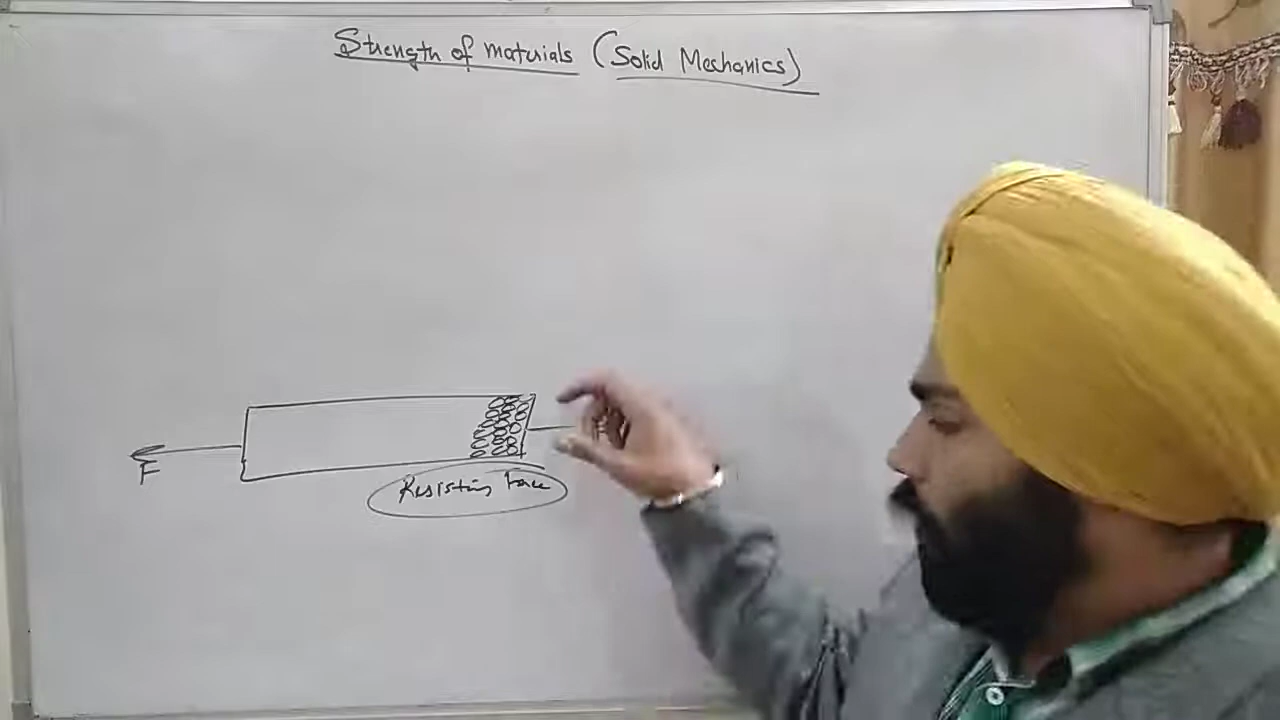 Strength of materials (Solid Mechanics)
F
Resisting Force